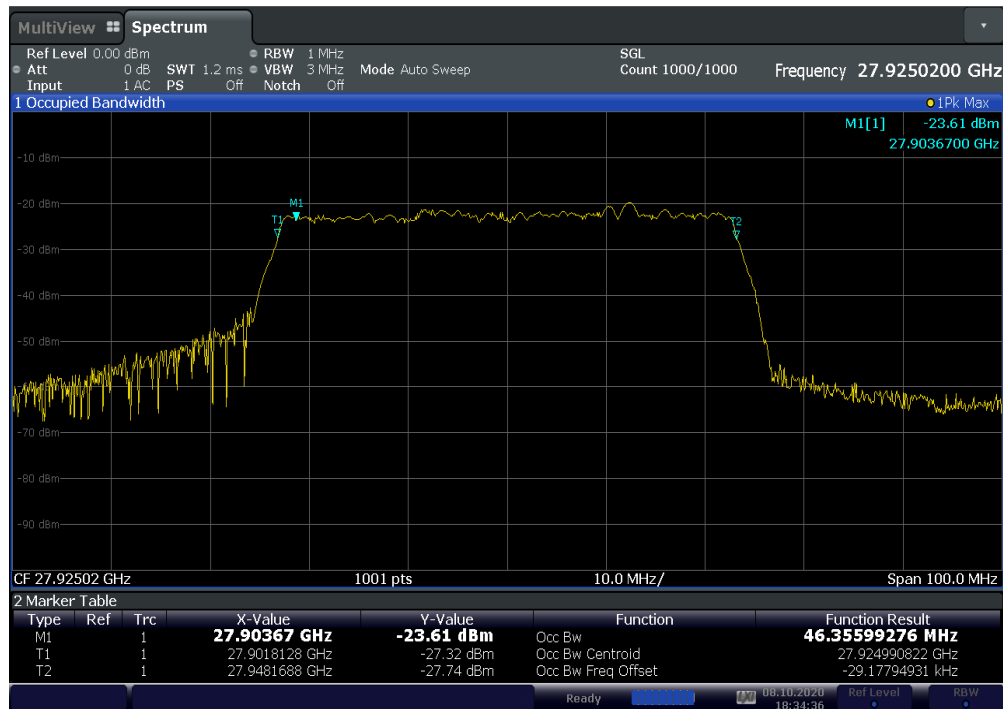 MultiView Spectrum
Ref Level 0.00 dBm RBW 1 MHz SGL
Att 0 dB SWT 1.2 ms VBW 3 MHz Mode Auto Sweep Count 1000/1000 Frequency 27.9250200 GHz
Input 1 AC PS Off Notch Off
1 Occupied Bandwidth 1Pk Max
M1[1] -23.61 dBm
27.9036700 GHz
-10 dBm
-20 dBm
M1
T1
T2
-30 dBm
-40 dBm
-50 dBm
-70 dBm
-80 dBm
-90 dBm
CF 27.92502 GHz 1001 pts 10.0 MHz/ Span 100.0 MHz
2 Marker Table
Type Ref Trc X-Value Y-Value Function Function Result
M1 1 27.90367 GHz -23.61 dBm Occ Bw 46.35599276 MHz
T1 1 27.9018128 GHz -27.32 dBm Occ Bw Centroid 27.924990822 GHz
T2 1 27.9481688 GHz -27.74 dBm Occ Bw Freq Offset -29.17794931 kHz
Ready 08.10.2020 Ref Level RBW
18:34:36